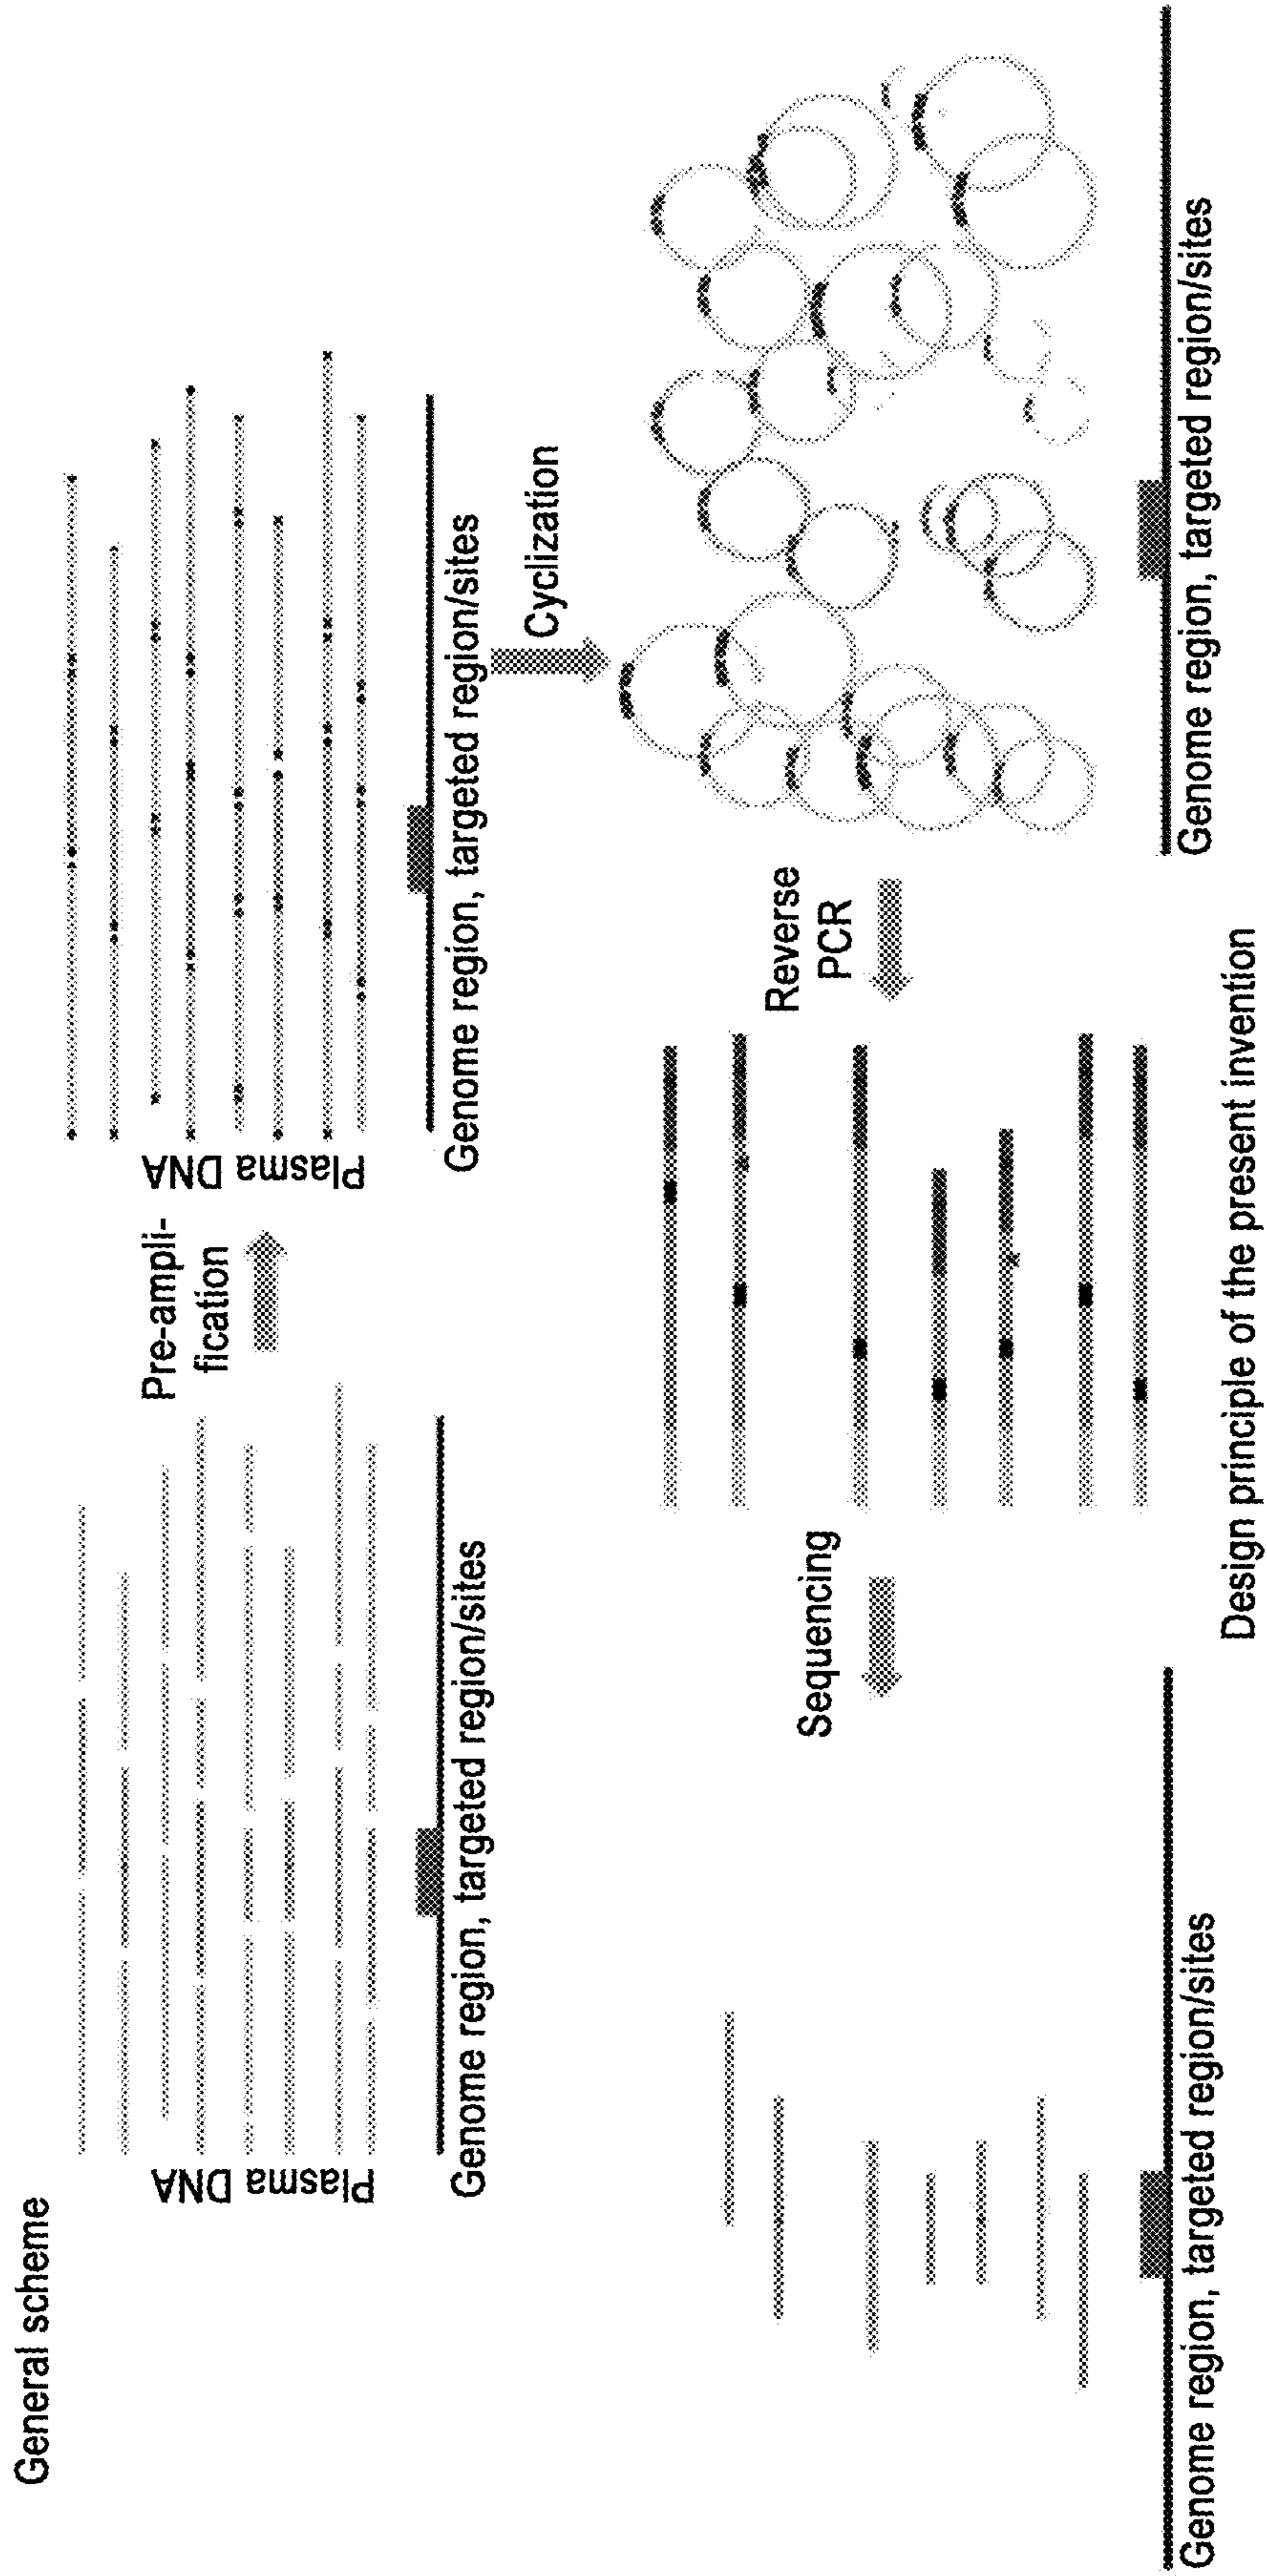 General scheme
Plasma DNA
Genome region, targeted region/sites
Pre-ampli-
fication
Plasma DNA
Genome region, targeted region/sites
Cyclization
Genome region, targeted region/sites
Reverse
PCR
Sequencing
Genome region, targeted region/sites
Design principle of the present invention